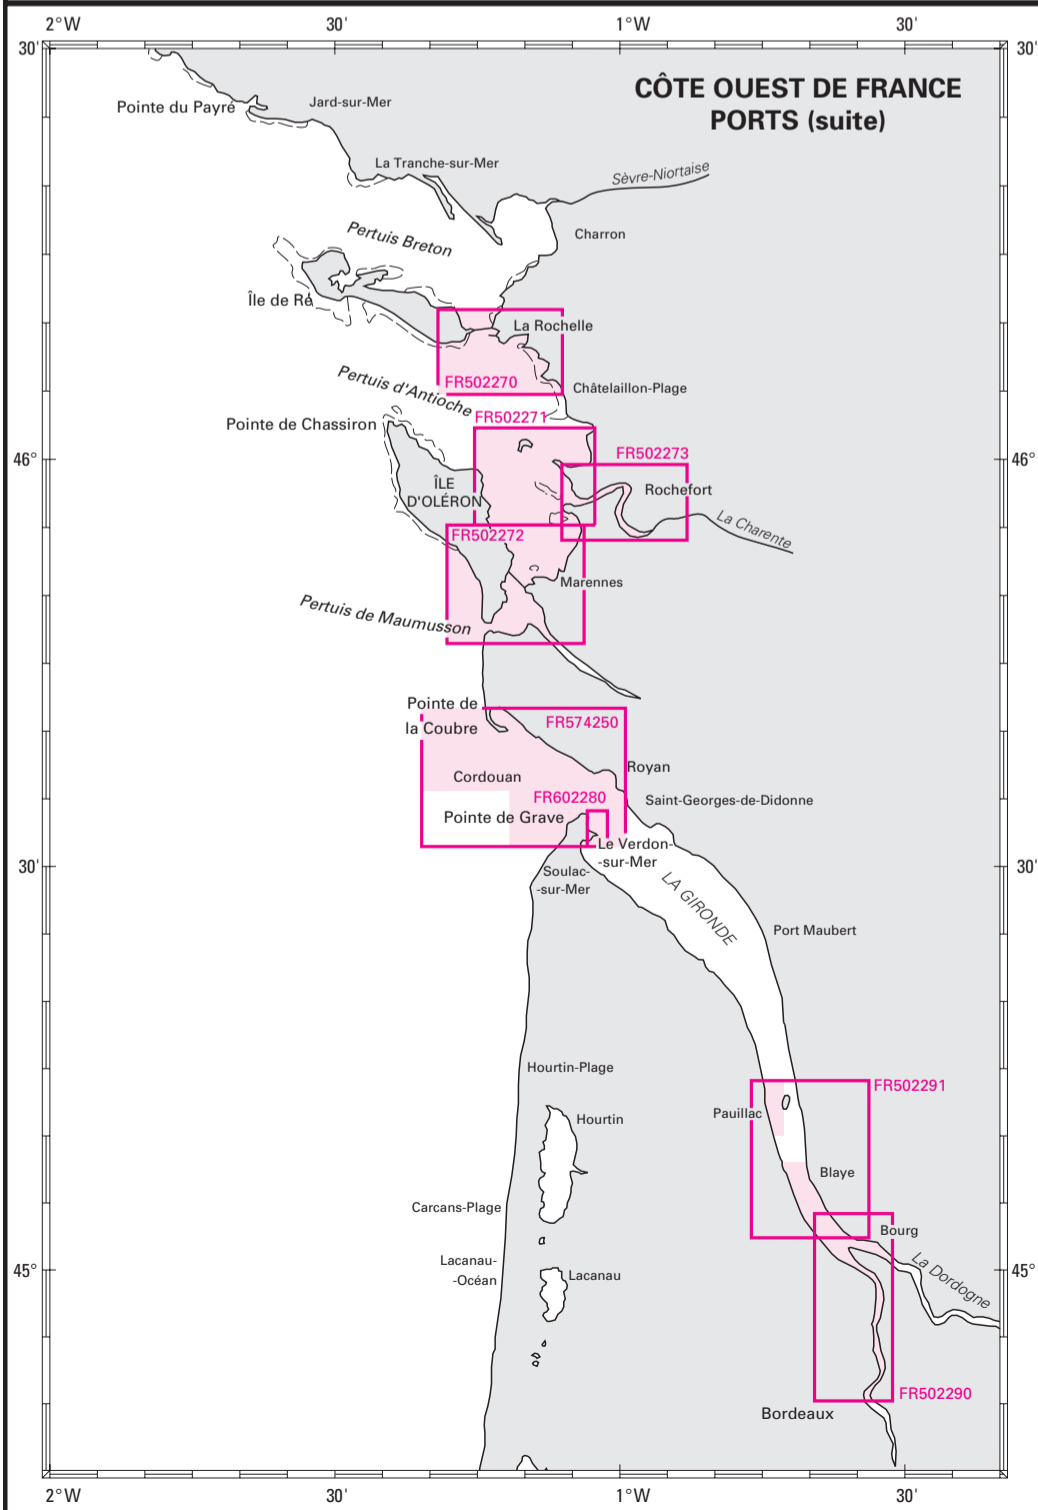 2°W 30' 1°W 30'
30' 30'
CÔTE OUEST DE FRANCE
PORTS (suite)
Pointe du Payré
Jard-sur-Mer
La Tranche-sur-Mer
Sèvre-Niortaise
Pertuis Breton
Charron
Île de Ré
La Rochelle
Pertuis d'Antioche
FR502270
Châtelaillon-Plage
FR502271
Pointe de Chassiron
46°
FR502273
ÎLE
D'OLÉRON
Rochefort
La Charente
FR502272
Marennes
Pertuis de Maumusson
Pointe de
la Coubre
FR574250
Royan
Cordouan
FR602280
Saint-Georges-de-Didonne
Pointe de Grave
Le Verdon-
-sur-Mer
30' 30'
Soulac-
-sur-Mer
LA GIRONDE
Port Maubert
Hourtin-Plage
FR502291
Pauillac
Hourtin
Blaye
Carcans-Plage
Bourg
Lacanau-
-Océan
La Dordogne
45° 45°
Lacanau
FR502290
Bordeaux
2°W 30' 1°W 30'
46°